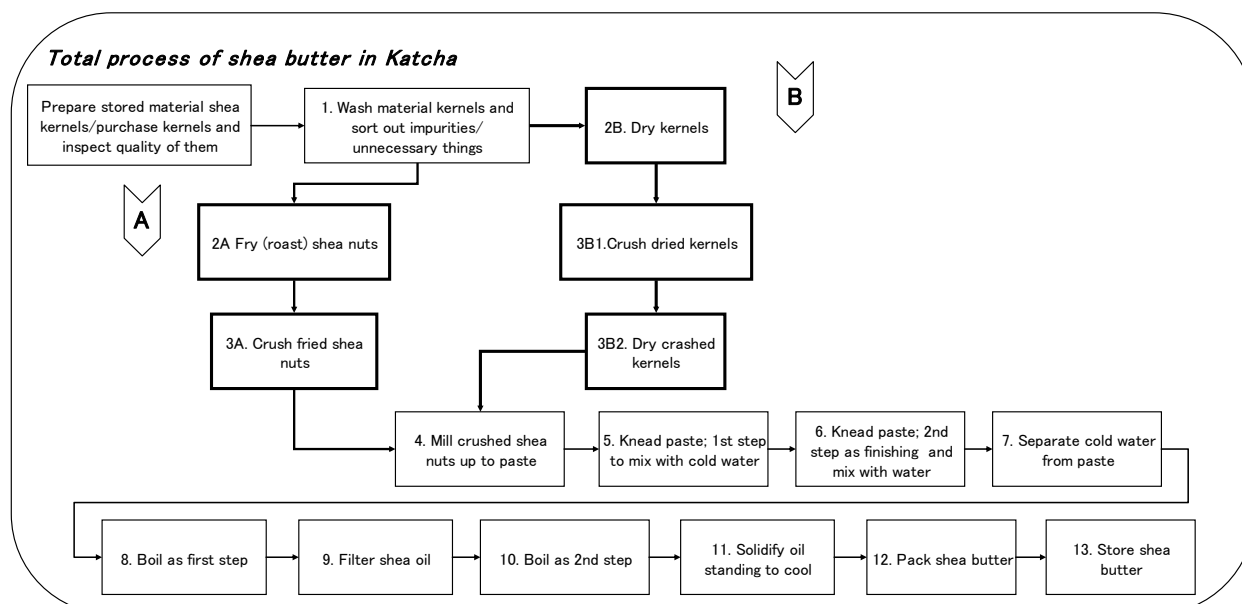 Total process of shea butter in Katcha
Prepare stored material shea
kernels/purchase kernels and
inspect quality of them
1. Wash material kernels and
sort out impurities/
unnecessary things
2B. Dry kernels
B
A
2A Fry (roast) shea nuts
3B1.Crush dried kernels
3A. Crush fried shea
nuts
3B2. Dry crashed
kernels
4. Mill crushed shea
nuts up to paste
5. Knead paste; 1st step
to mix with cold water
6. Knead paste; 2nd
step as finishing and
mix with water
7. Separate cold water
from paste
8. Boil as first step
9. Filter shea oil
10. Boil as 2nd step
11. Solidify oil
standing to cool
12. Pack shea butter
13. Store shea
butter